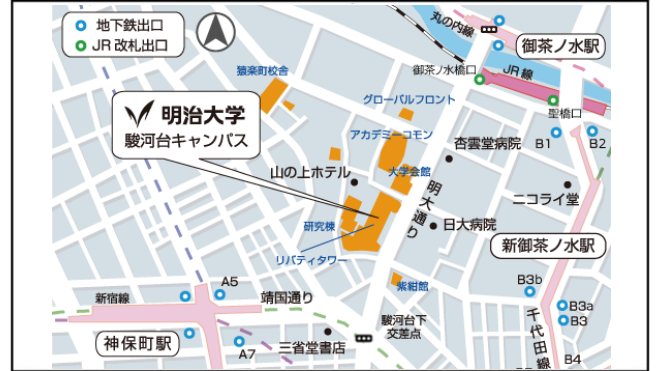 地下鉄出口
JR 改札出口
丸の内線
御茶ノ水駅
御茶ノ水橋口
JR線
聖橋口
B1
B2
猿楽町校舎
グローバルフロント
明治大学
駿河台キャンパス
アカデミーコモン
杏雲堂病院
山の上ホテル
大学会館
明大通り
ニコライ堂
日大病院
研究棟
リバティタワー
新御茶ノ水駅
紫紺館
B3b
B3a
B3
千代田線
B4
新宿線
A5
靖国通り
駿河台下
交差点
神保町駅
A7
三省堂書店